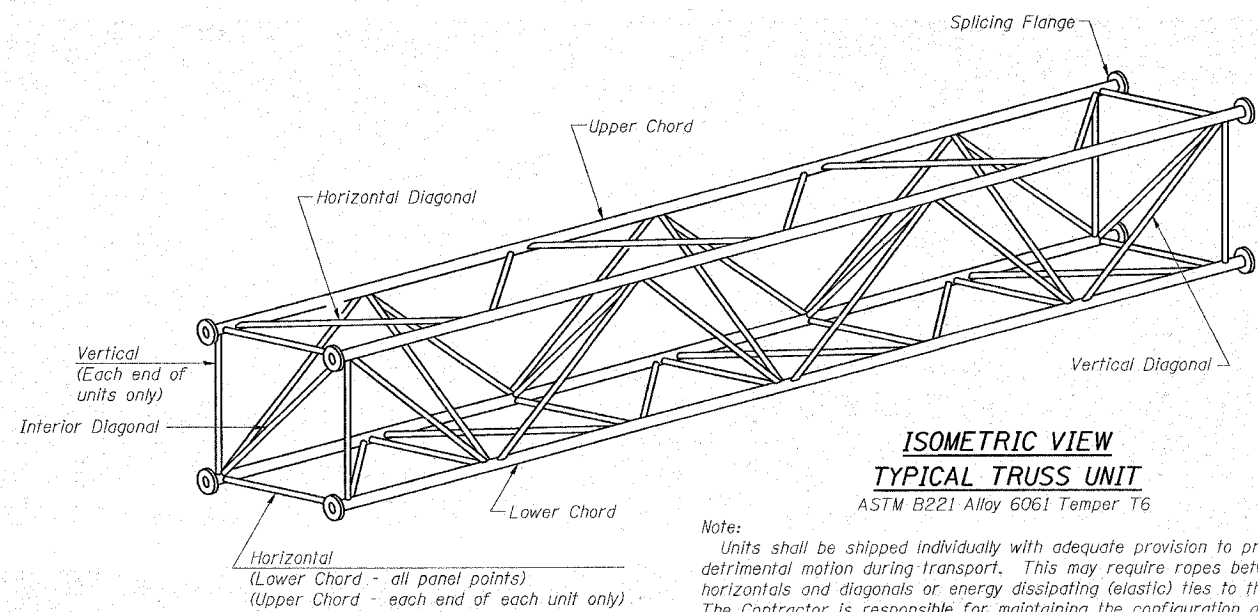 Splicing Flange
Upper Chord
Horizontal Diagonal
Vertical
(Each end of
units only)
Interior Diagonal
Vertical Diagonal
Lower Chord
Horizontal
(Lower Chord - all panel points)
(Upper Chord - each end of each unit only)
ISOMETRIC VIEW
TYPICAL TRUSS UNIT
ASTM B221 Alloy 6061 Temper T6
Note:
Units shall be shipped individually with adequate provision to
detrimental motion during transport. This may require ropes
horizontals and diagonals or energy dissipating (elastic) ties to
The Contractor is responsible for maintaining the configuration